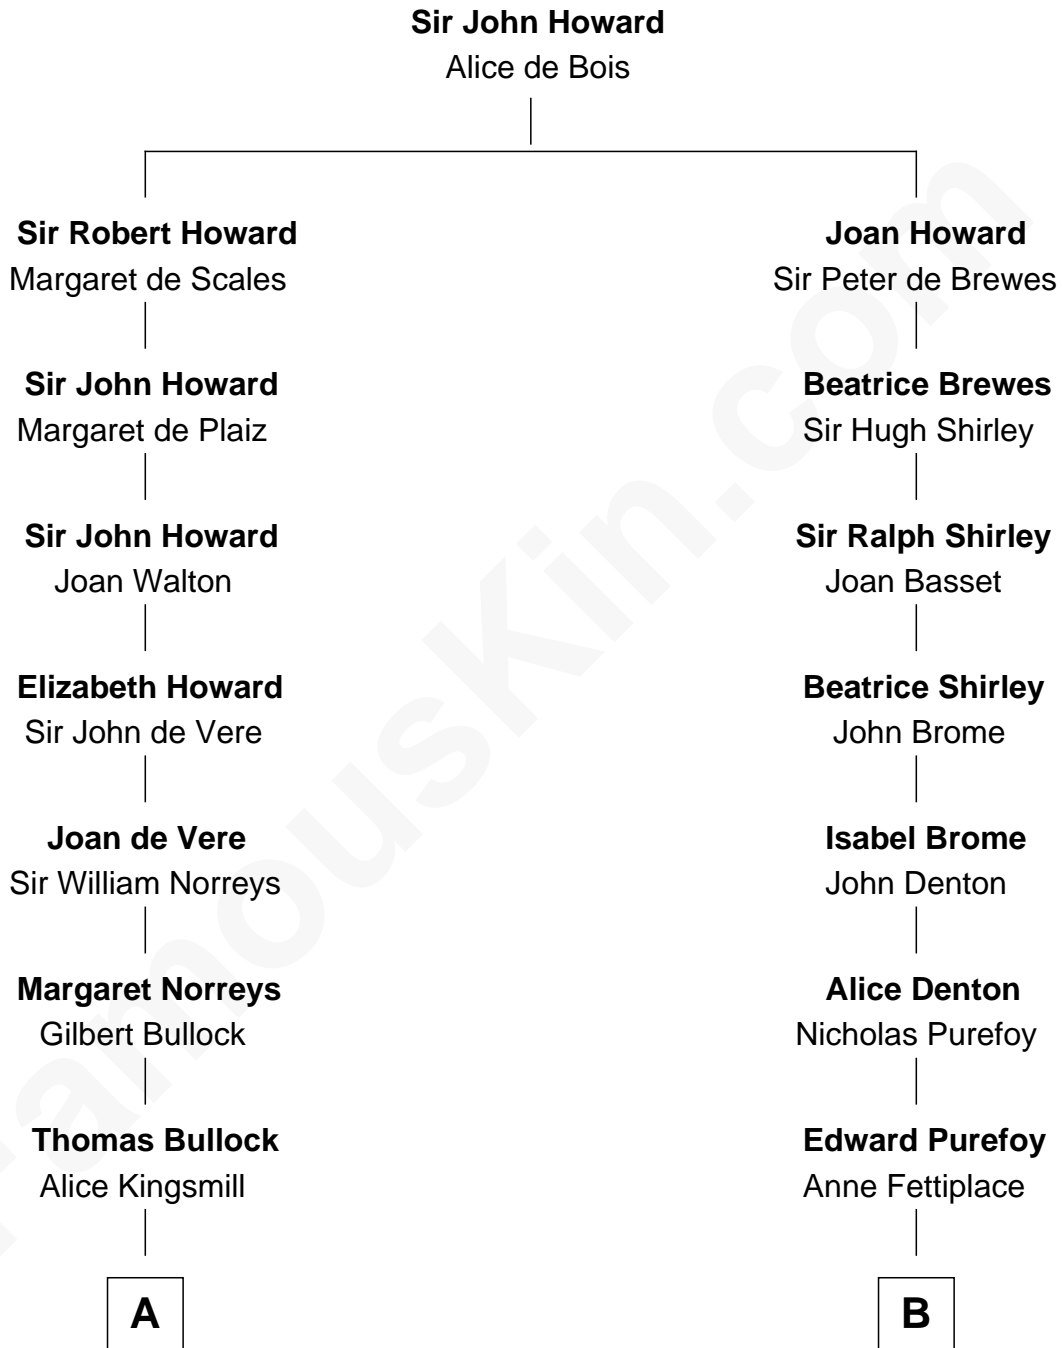 Sir John Howard
Alice de Bois
Sir Robert Howard
Margaret de Scales
Joan Howard
Sir Peter de Brewes
Sir John Howard
Margaret de Plaiz
Beatrice Brewes
Sir Hugh Shirley
Sir John Howard
Joan Walton
Sir Ralph Shirley
Joan Basset
Elizabeth Howard
Sir John de Vere
Beatrice Shirley
John Brome
Joan de Vere
Sir William Norreys
Isabel Brome
John Denton
Margaret Norreys
Gilbert Bullock
Alice Denton
Nicholas Purefoy
Thomas Bullock
Alice Kingsmill
Edward Purefoy
Anne Fettiplace
A
B
FamousKin.com